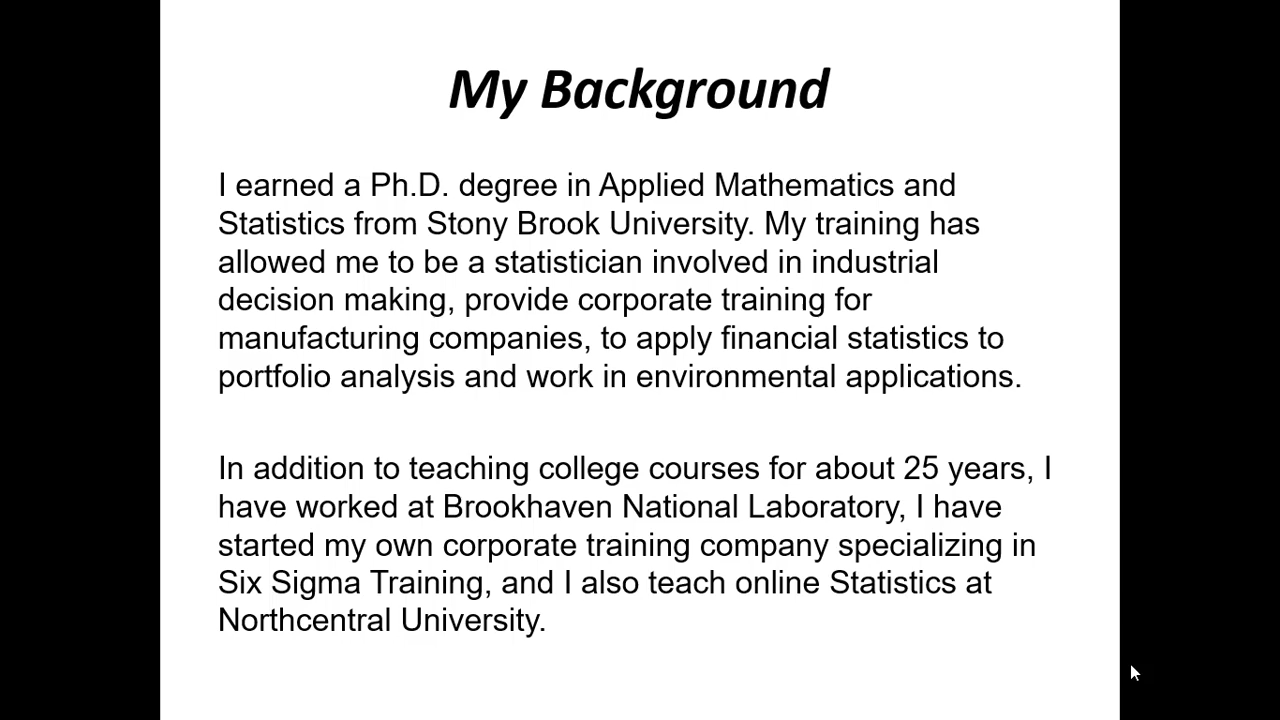 My Background
I earned a Ph.D. degree in Applied Mathematics and
Statistics from Stony Brook University. My training has
allowed me to be a statistician involved in industrial
decision making, provide corporate training for
manufacturing companies, to apply financial statistics to
portfolio analysis and work in environmental applications.
In addition to teaching college courses for about 25 years, I
have worked at Brookhaven National Laboratory, I have
started my own corporate training company specializing in
Six Sigma Training, and I also teach online Statistics at
Northcentral University.